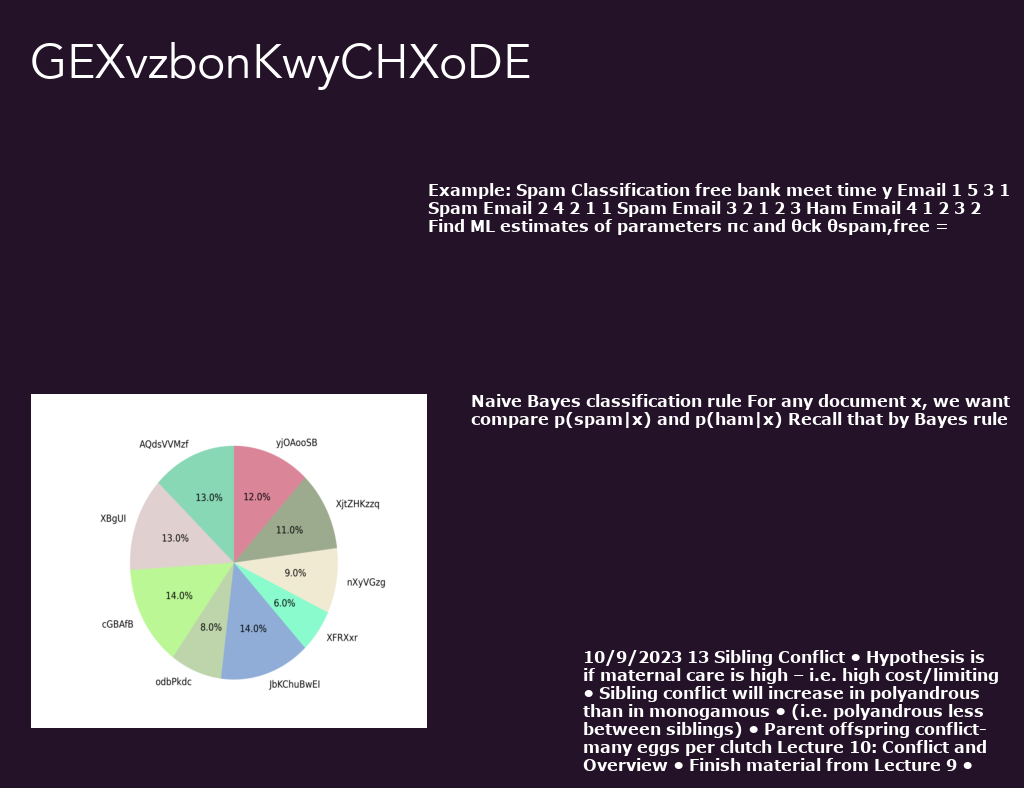 GEXvzbonKwyCHXoDE
Example: Spam Classification free bank meet time y Email 1 5 3 1
Spam Email 2 4 2 1 1 Spam Email 3 2 1 2 3 Ham Email 4 1 2 3 2
Find ML estimates of parameters πc and θck θspam,free =
Naive Bayes classification rule For any document x, we want
compare p(spam|x) and p(ham|x) Recall that by Bayes rule
AQdsVVMzf
yjOAooSB
13.0%
12.0%
XjtZHKzzq
XBgUI
11.0%
13.0%
9.0%
nXyVGzg
14.0%
6.0%
cGBAfB
8.0%
14.0%
XFRXxr
odbPkdc
JbKChuBwEI
10/9/2023 13 Sibling Conflict • Hypothesis is
if maternal care is high – i.e. high cost/limiting
• Sibling conflict will increase in polyandrous
than in monogamous • (i.e. polyandrous less
between siblings) • Parent offspring conflict-
many eggs per clutch Lecture 10: Conflict and
Overview • Finish material from Lecture 9 •